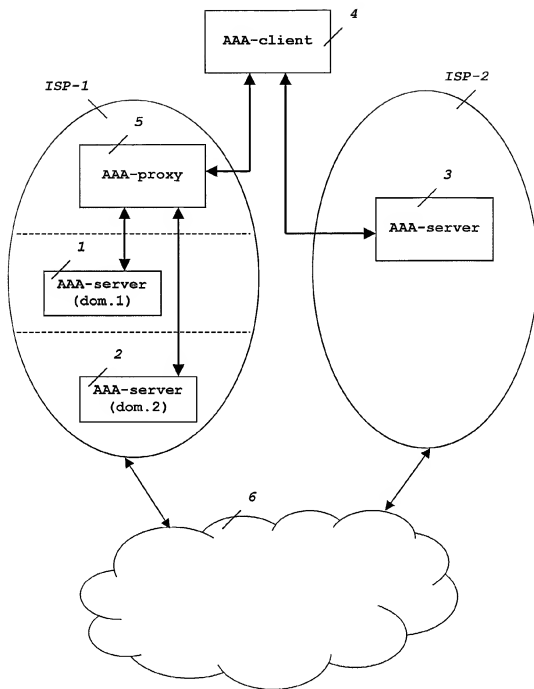 4
AAA-client
ISP-1
ISP-2
5
AAA-proxy
3
AAA-server
1
AAA-server
(dom.1)
2
AAA-server
(dom.2)
6